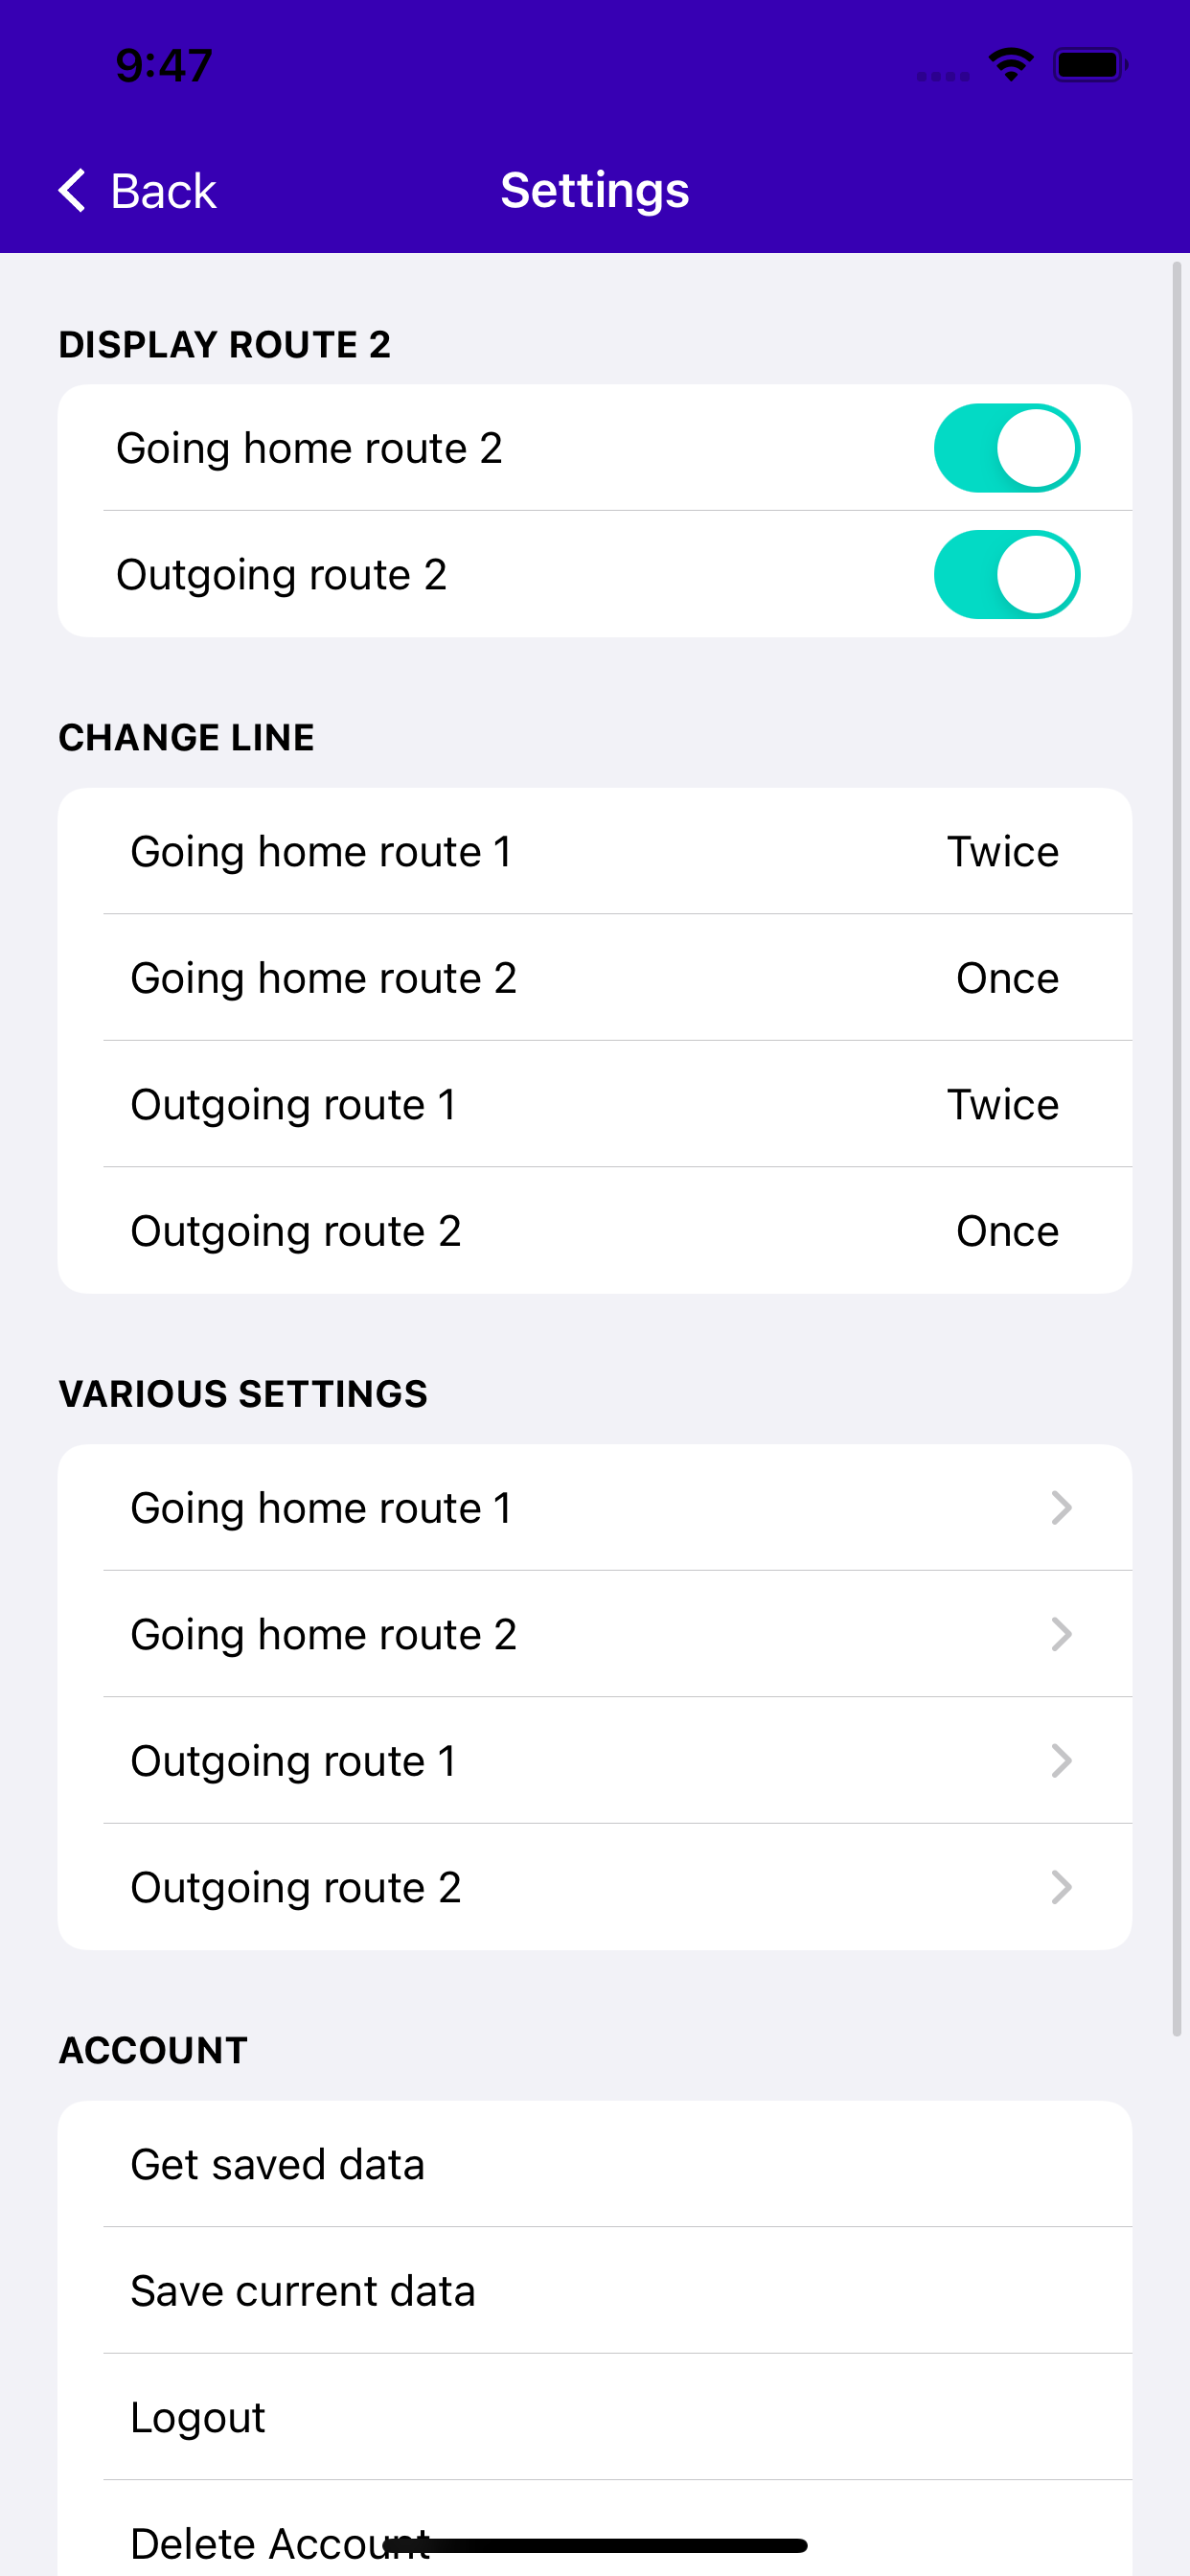 9:47
Back Settings
DISPLAY ROUTE 2
Going home route 2
Outgoing route 2
CHANGE LINE
Going home route 1 Twice
Going home route 2 Once
Outgoing route 1 Twice
Outgoing route 2 Once
VARIOUS SETTINGS
Going home route 1
Going home route 2
Outgoing route 1
Outgoing route 2
ACCOUNT
Get saved data
Save current data
Logout
Delete Account